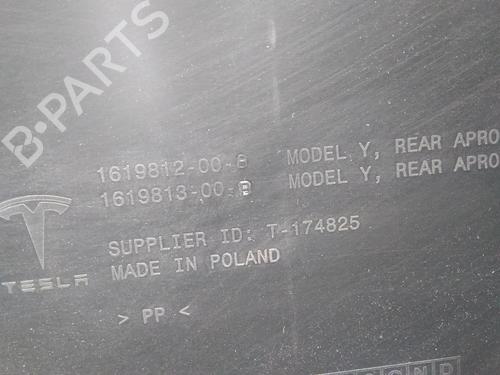 B-PARTS
1619812-00-B MODEL Y, REAR APRO
1619813-00-B MODEL Y, REAR APRO
TESLA
SUPPLIER ID: T-174825
MADE IN POLAND
> PP <